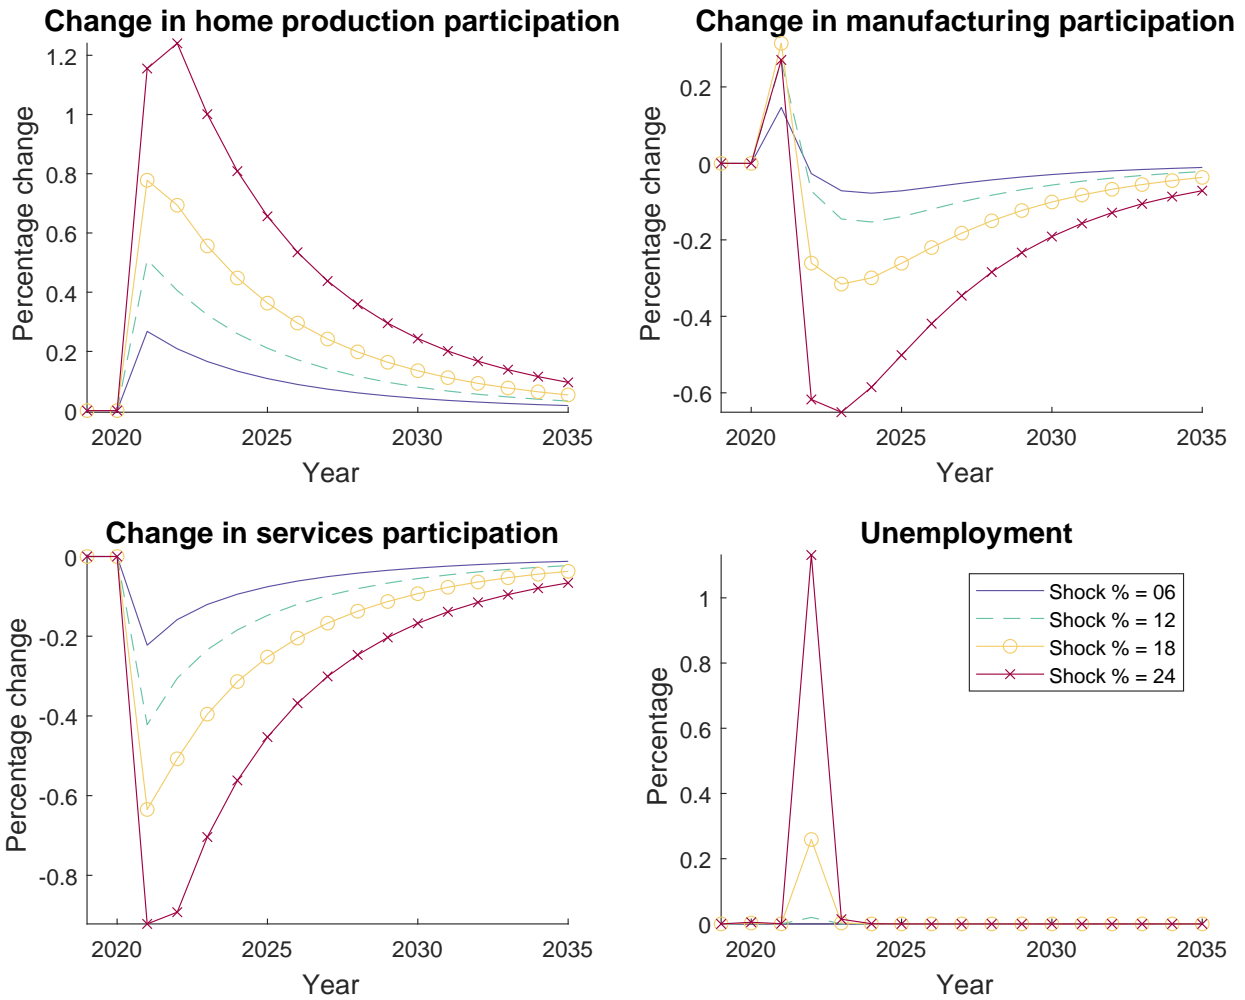 Change in home production participation
1.2
1
0.8
0.6
0.4
0.2
0
Percentage change
2020 2025 2030 2035
Year
Change in manufacturing participation
0.2
0
-0.2
-0.4
-0.6
Percentage change
2020 2025 2030 2035
Year
Change in services participation
0
-0.2
-0.4
-0.6
-0.8
Percentage change
2020 2025 2030 2035
Year
Unemployment
1
0.8
0.6
0.4
0.2
0
Percentage
2020 2025 2030 2035
Year
Shock % = 06
Shock % = 12
Shock % = 18
Shock % = 24